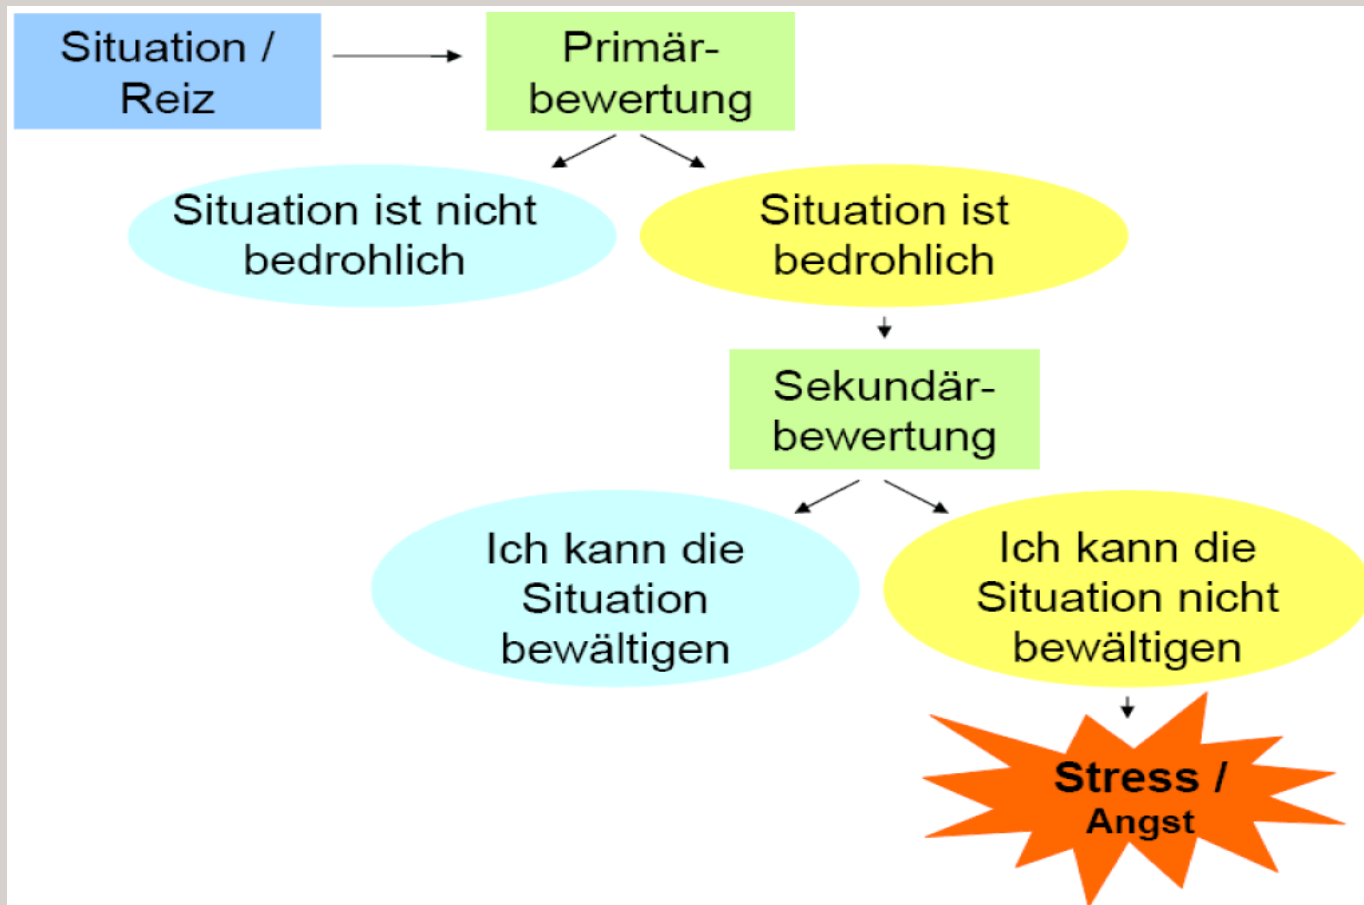 Situation /
Reiz
Primär-
bewertung
Situation ist nicht
bedrohlich
Situation ist
bedrohlich
Sekundär-
bewertung
Ich kann die
Situation
bewältigen
Ich kann die
Situation nicht
bewältigen
Stress /
Angst